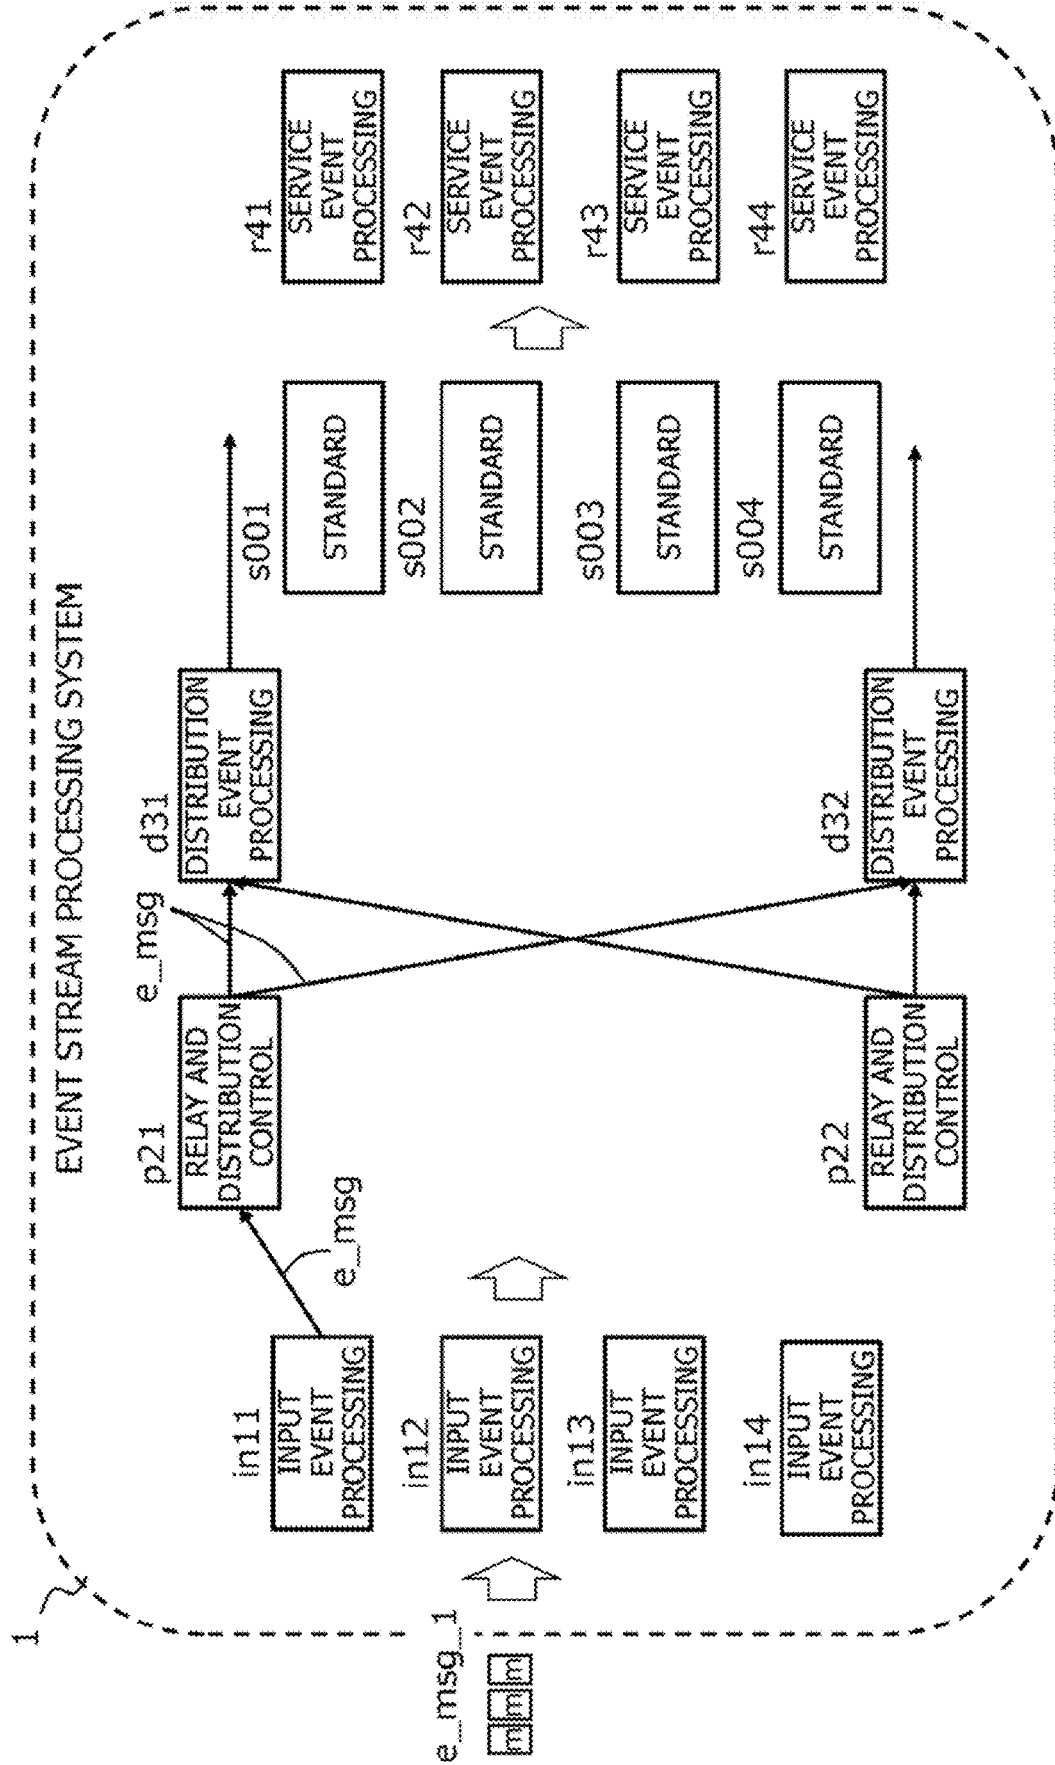 1
EVENT STREAM PROCESSING SYSTEM
e_msg_1
m m m
in11
INPUT
EVENT
PROCESSING
in12
INPUT
EVENT
PROCESSING
in13
INPUT
EVENT
PROCESSING
in14
INPUT
EVENT
PROCESSING
e_msg
p21
RELAY AND
DISTRIBUTION
CONTROL
p22
RELAY AND
DISTRIBUTION
CONTROL
e_msg
d31
DISTRIBUTION
EVENT
PROCESSING
d32
DISTRIBUTION
EVENT
PROCESSING
s001
STANDARD
s002
STANDARD
s003
STANDARD
s004
STANDARD
r41
SERVICE
EVENT
PROCESSING
r42
SERVICE
EVENT
PROCESSING
r43
SERVICE
EVENT
PROCESSING
r44
SERVICE
EVENT
PROCESSING